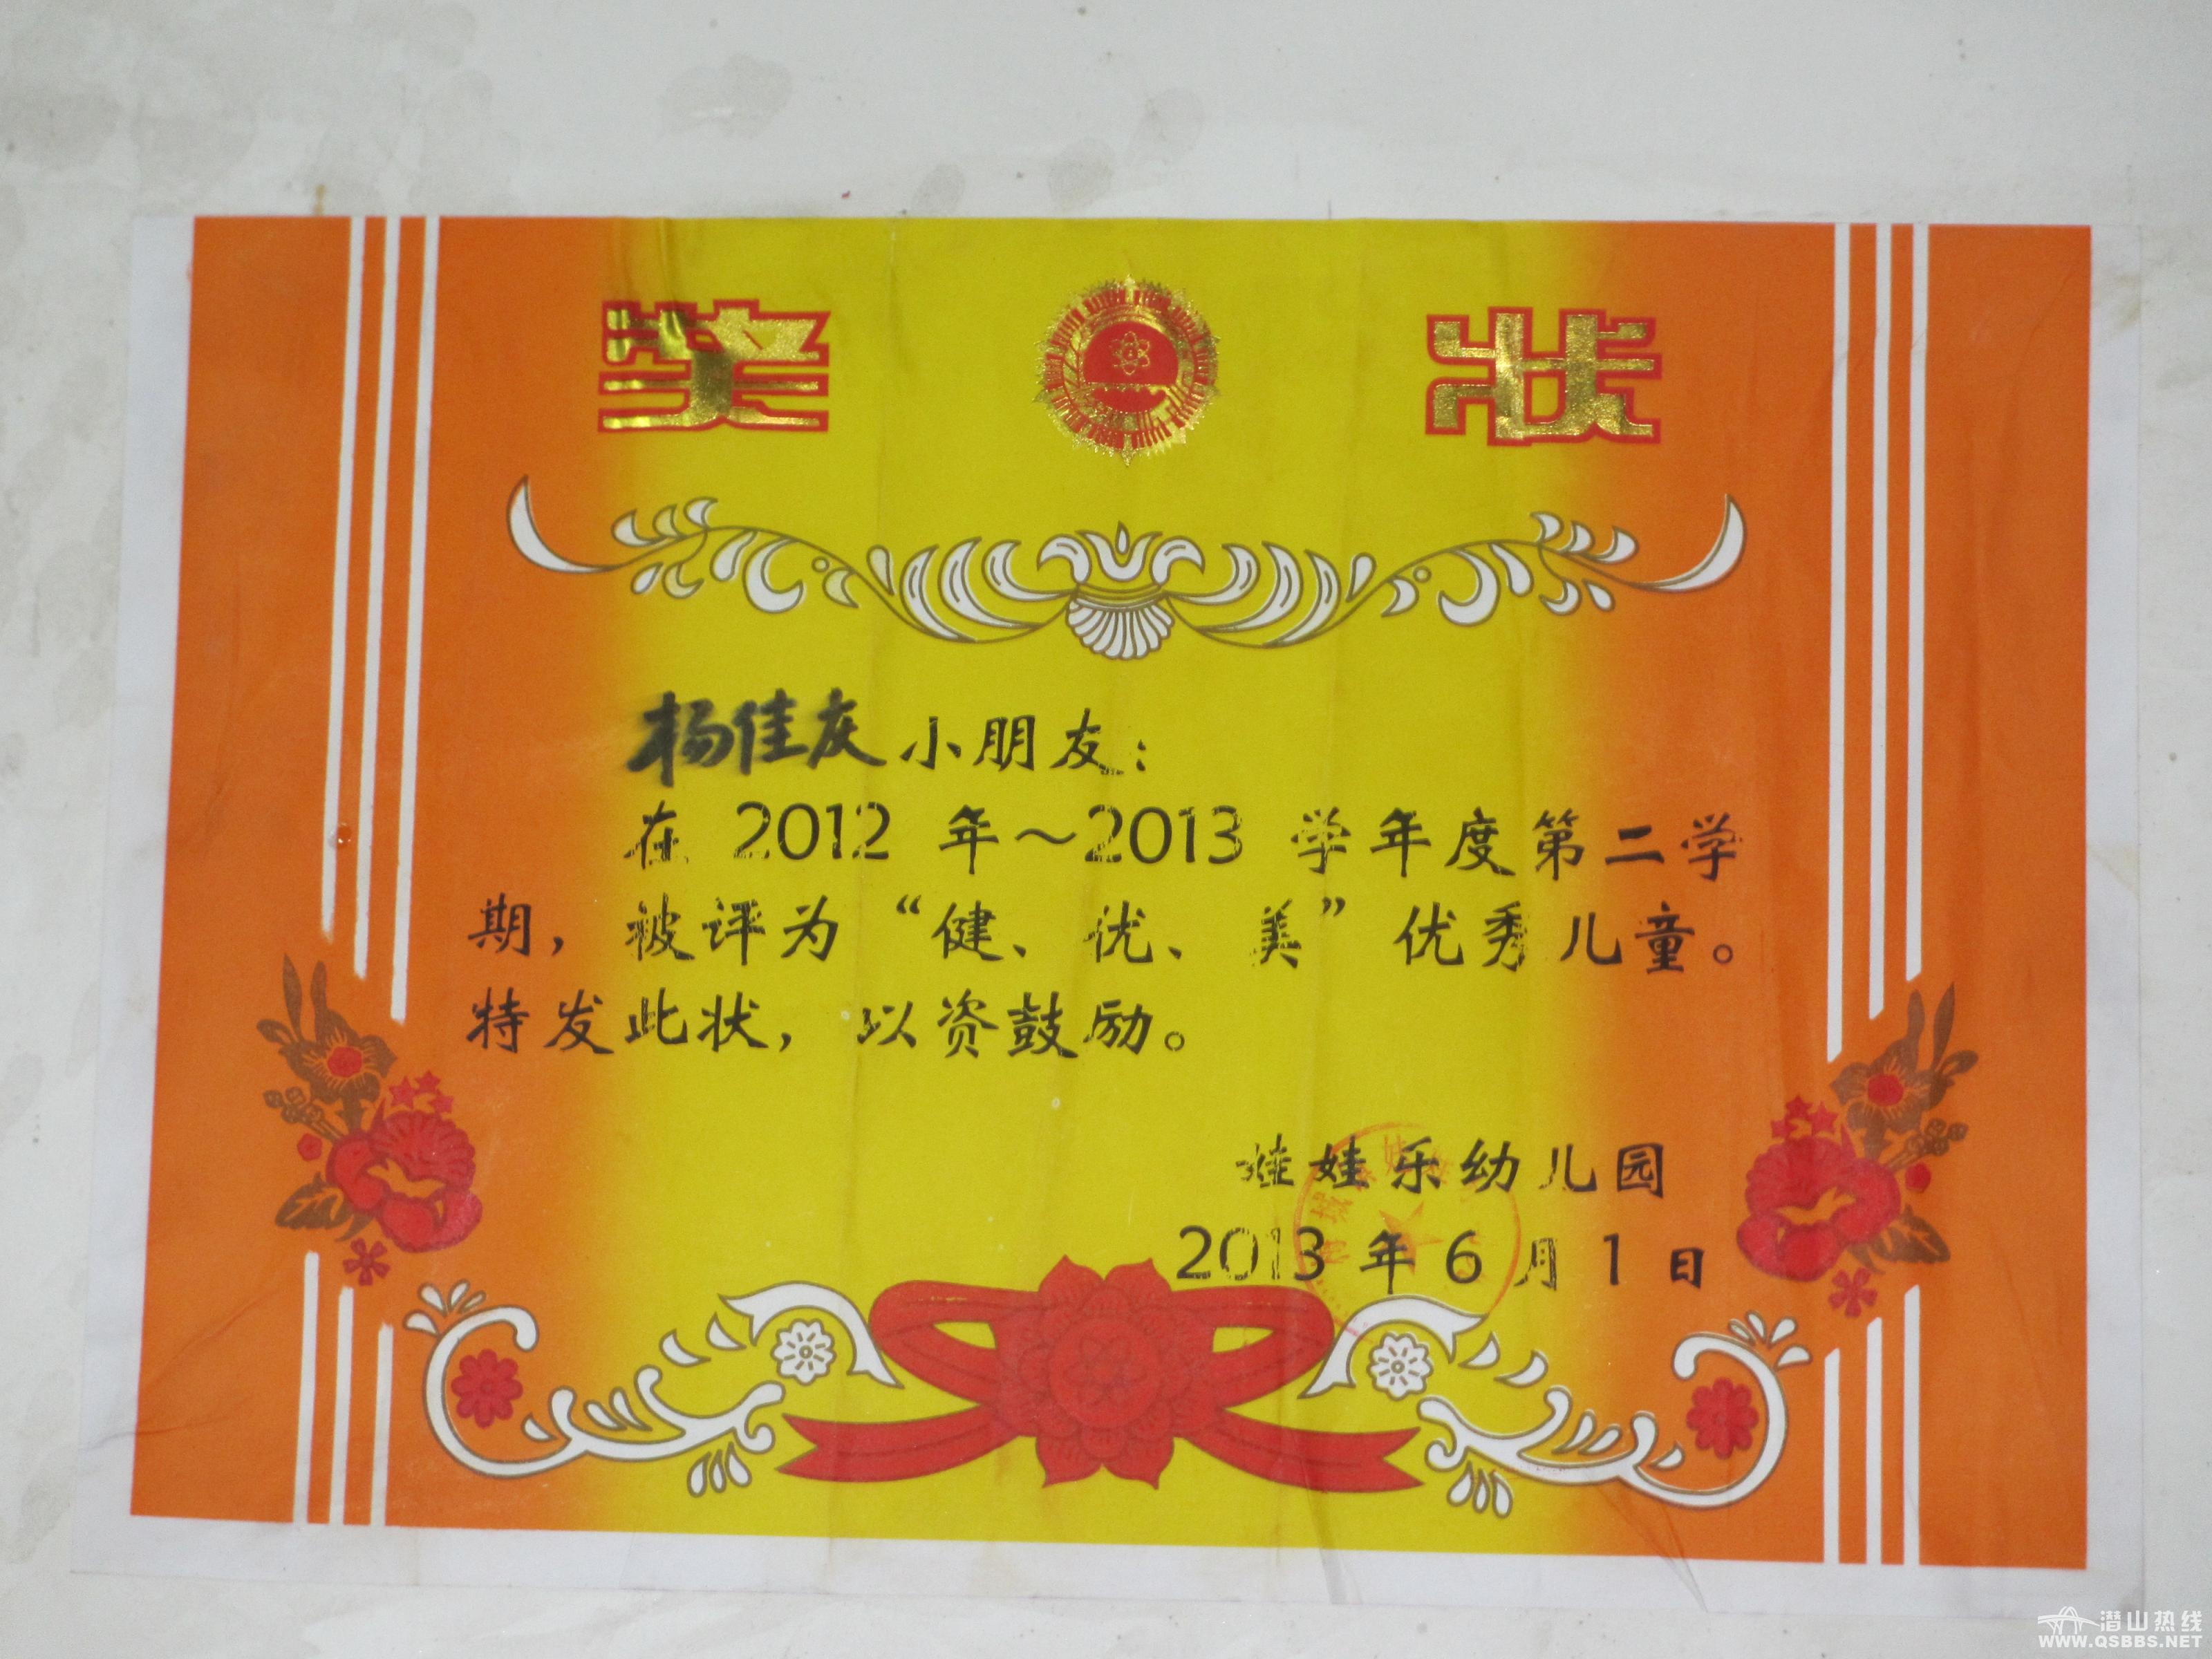 奖 状
杨佳庆小朋友：
在 2012 年～2013 学年度第二学
期，被评为“健、优、美”优秀儿童。
特发此状，以资鼓励。
娃娃乐幼儿园
2013 年 6 月 1 日
潜山热线
WWW.QSBBS.NET